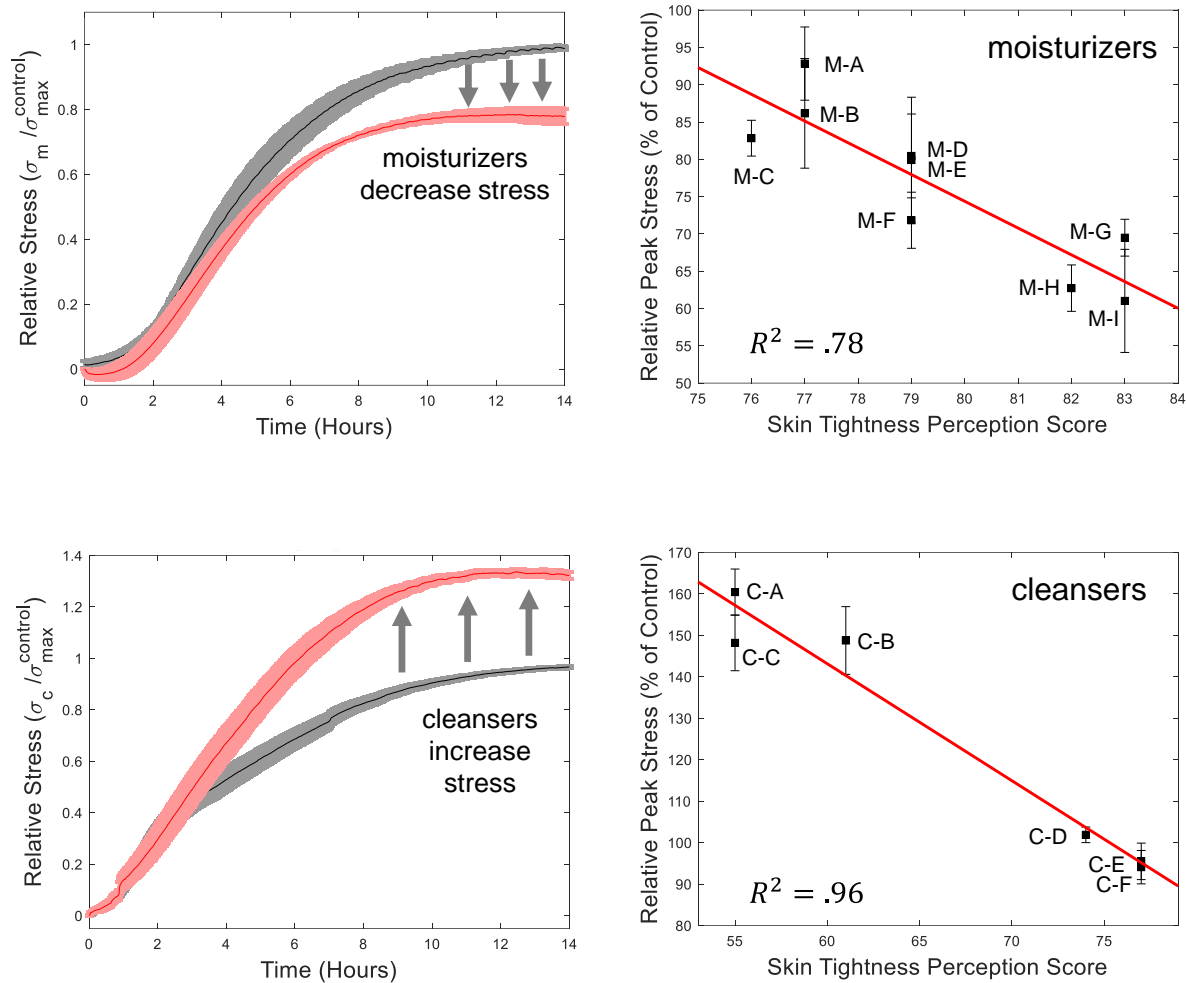 Relative Stress (σm /σmax control)
1
0.8
0.6
0.4
0.2
0
0
2
4
6
8
10
12
14
Time (Hours)
moisturizers
decrease stress
Relative Peak Stress (% of Control)
100
95
90
85
80
75
70
65
60
55
50
75
76
77
78
79
80
81
82
83
84
Skin Tightness Perception Score
moisturizers
M-A
M-B
M-C
M-D
M-E
M-F
M-G
M-H
M-I
R² = .78
Relative Stress (σc /σmax control)
1.4
1.2
1
0.8
0.6
0.4
0.2
0
0
2
4
6
8
10
12
14
Time (Hours)
cleansers
increase
stress
Relative Peak Stress (% of Control)
170
160
150
140
130
120
110
100
90
80
55
60
65
70
75
Skin Tightness Perception Score
cleansers
C-A
C-B
C-C
C-D
C-E
C-F
R² = .96